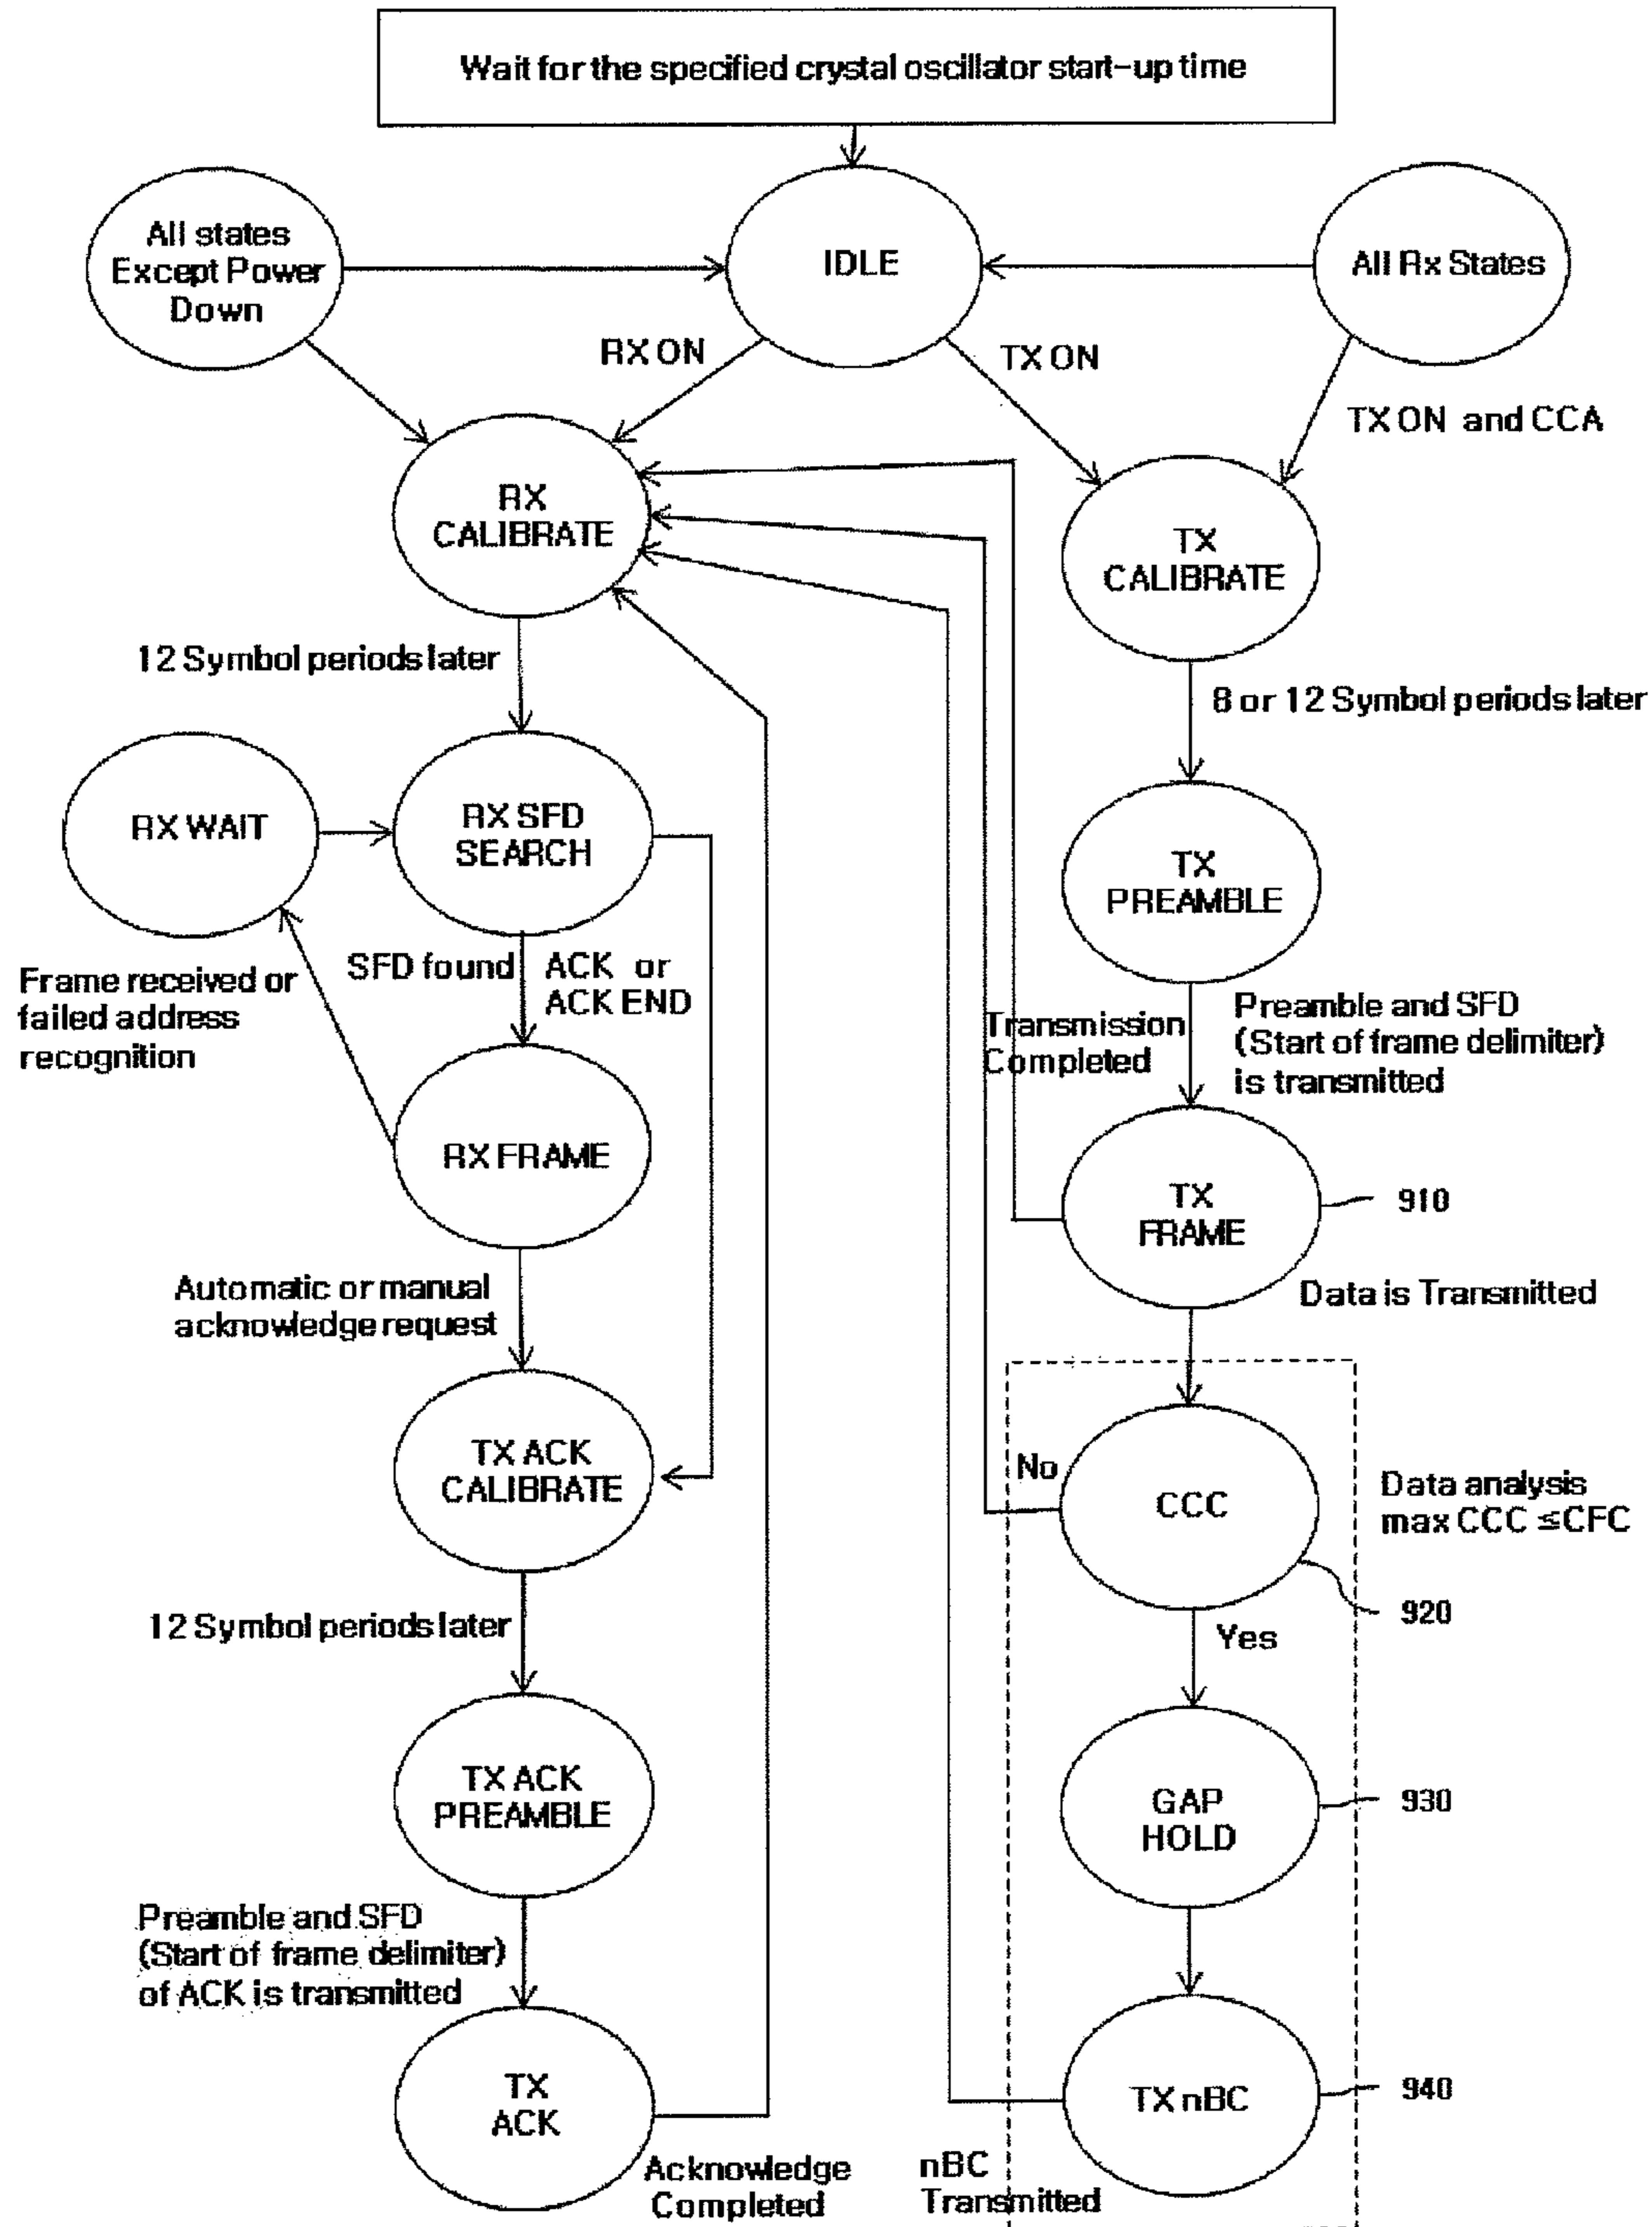 Wait for the specified crystal oscillator start-up time
All states
Except Power
Down
IDLE
All Rx States
RX ON
TX ON
TX ON and CCA
RX
CALIBRATE
TX
CALIBRATE
12 Symbol periods later
8 or 12 Symbol periods later
RX WAIT
RX SFD
SEARCH
TX
PREAMBLE
Frame received or
failed address
recognition
SFD found
ACK or
ACK END
Transmission
Completed
Preamble and SFD
(Start of frame delimiter)
is transmitted
RX FRAME
TX
FRAME
910
Automatic or manual
acknowledge request
Data is Transmitted
TX ACK
CALIBRATE
No
CCC
Data analysis
max CCC ≤CFC
920
12 Symbol periods later
Yes
TX ACK
PREAMBLE
GAP
HOLD
930
Preamble and SFD
(Start of frame delimiter)
of ACK is transmitted
TX
ACK
TX nBC
940
Acknowledge
Completed
nBC
Transmitted